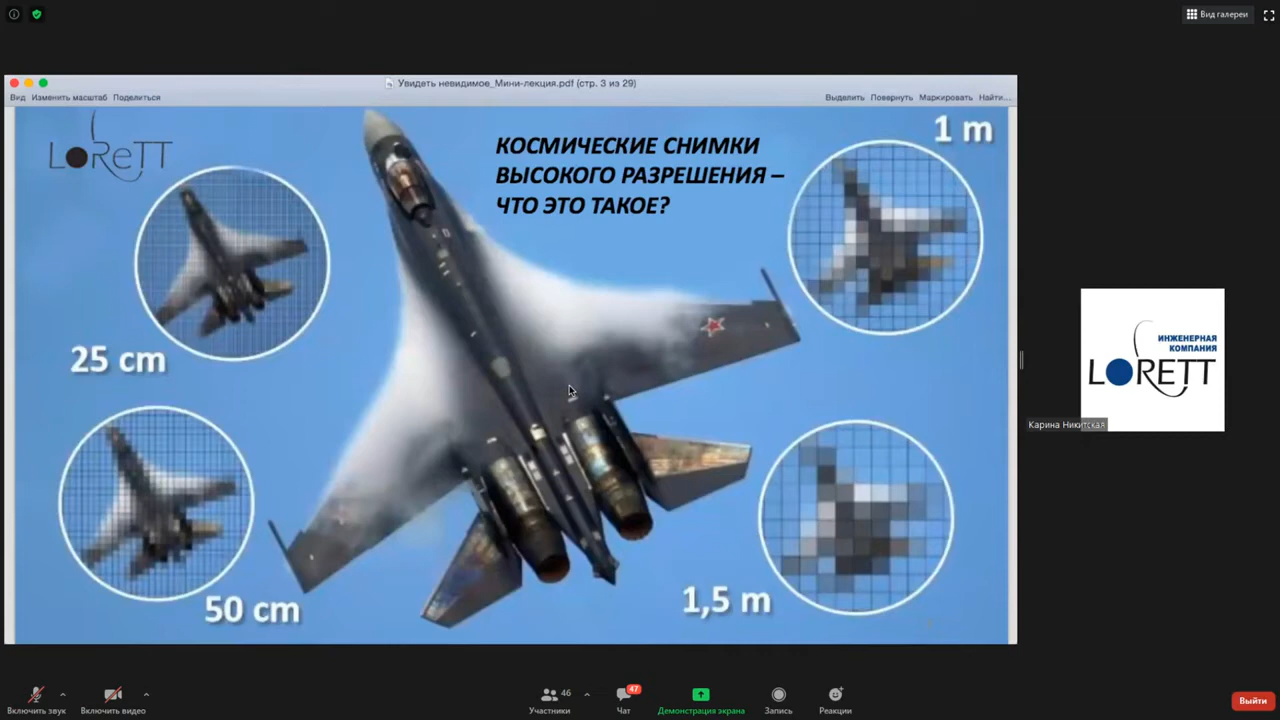 Вид галереи
Увидеть невидимое_Мини-лекция.pdf (стр. 3 из 29)
Вид Изменить масштаб Поделиться
Выделить Повернуть Маркировать Найти...
LORETT
КОСМИЧЕСКИЕ СНИМКИ
ВЫСОКОГО РАЗРЕШЕНИЯ –
ЧТО ЭТО ТАКОЕ?
1 m
25 cm
50 cm
1,5 m
ИНЖЕНЕРНАЯ
КОМПАНИЯ
LORETT
Карина Никитская
46
47
Включить звук
Включить видео
Участники
Чат
Демонстрация экрана
Запись
Реакции
Выйти